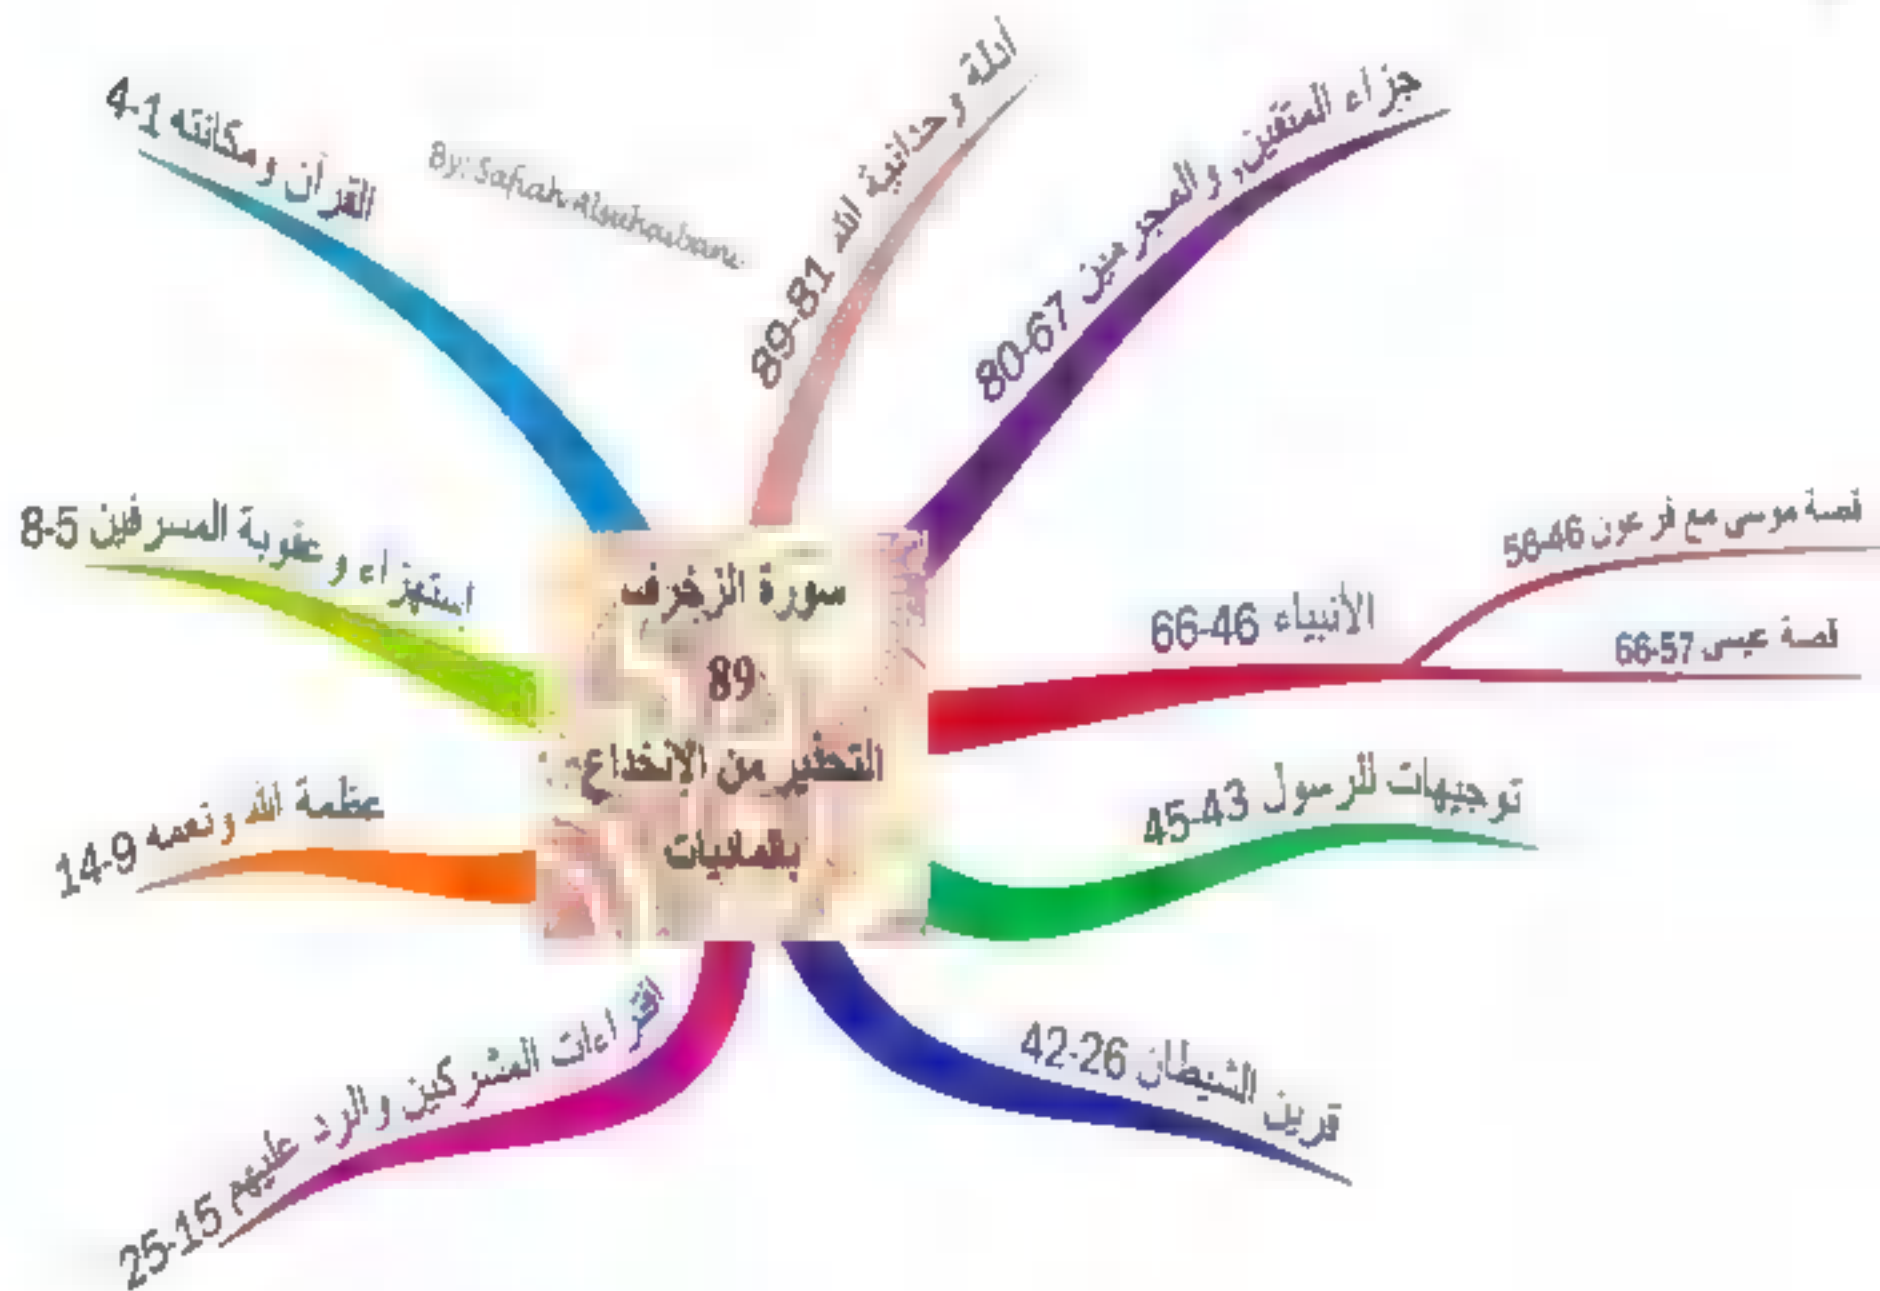 سورة الزخرف
89
التحذير من الإنخداع
بالماديات
القرآن ومكانته 1-4
استهزاء وعقوبة المسرفين 5-8
عظمة الله ونعمه 9-14
افتراءات المشركين والرد عليهم 15-25
قرين الشيطان 26-42
توجيهات للرسول 43-45
الأنبياء 46-66
قصة موسى مع فرعون 46-56
قصة عيسى 57-66
جزاء المتقين, والمجرمين 67-80
أدلة وحدانية الله 81-89
By: Safiah Alsuhaibani